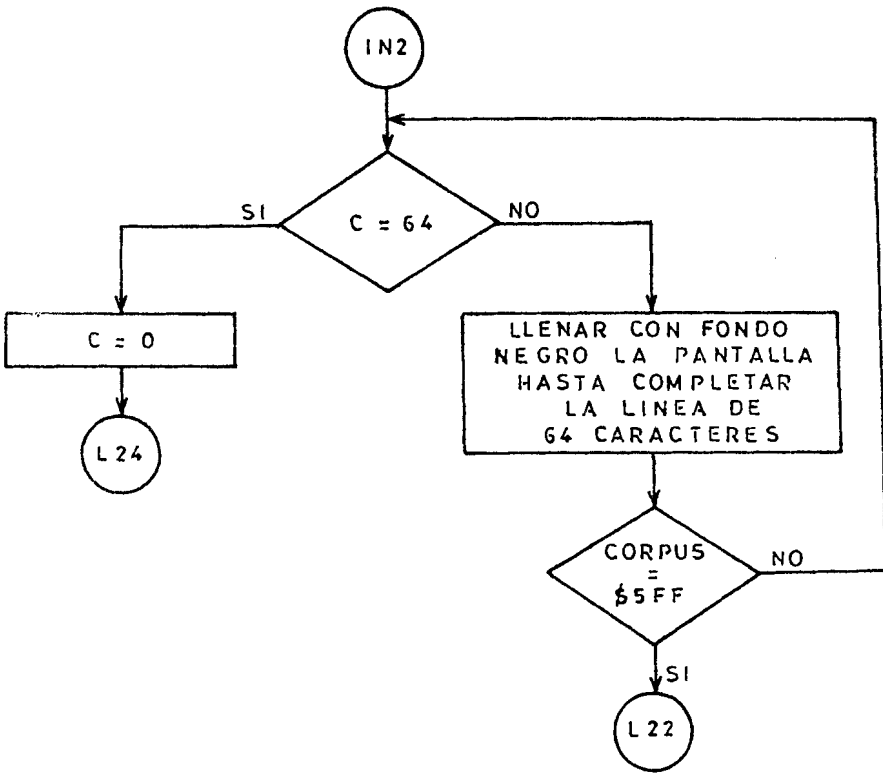 IN2
SI
C = 64
NO
C = 0
L24
LLENAR CON FONDO
NEGRO LA PANTALLA
HASTA COMPLETAR
LA LINEA DE
64 CARACTERES
CORPUS
=
$5FF
NO
SI
L22